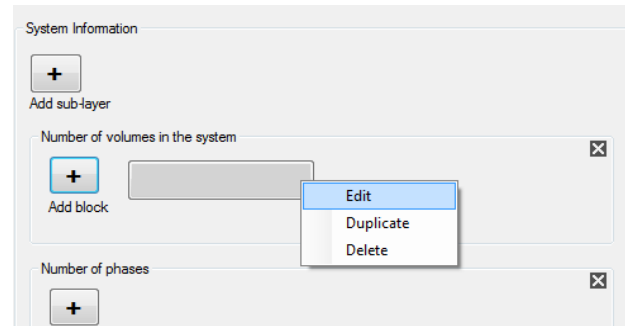 System Information
+
Add sub-layer
Number of volumes in the system
+
Add block
Edit
Duplicate
Delete
Number of phases
+